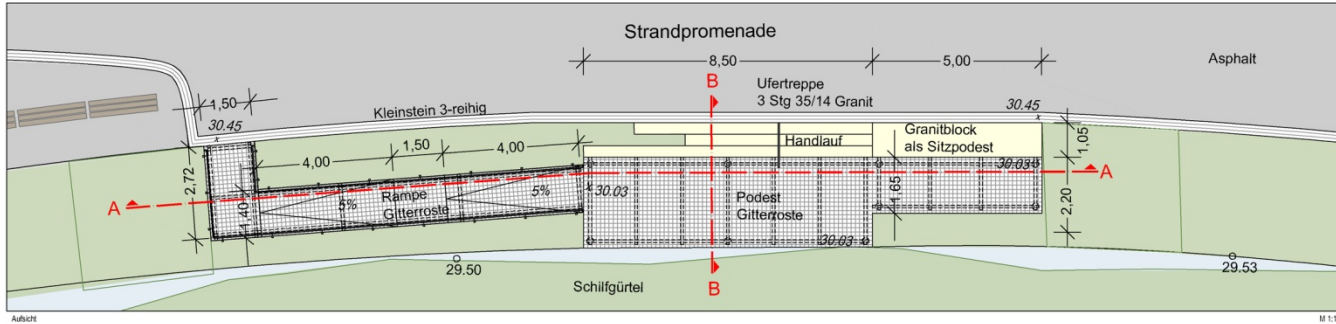 Strandpromenade
8,50
5,00
Asphalt
B
Ufertreppe
3 Stg 35/14 Granit
1,50
30.45
Kleinstein 3-reihig
30.45
Handlauf
Granitblock
als Sitzpodest
1,05
4,00
1,50
4,00
2,72
30.03
30.03
A
A
1,65
5%
Rampe
Gitterroste
5%
1,40
Podest
Gitterroste
2,20
30.03
29.50
29.53
Schilfgürtel
B
Aufsicht